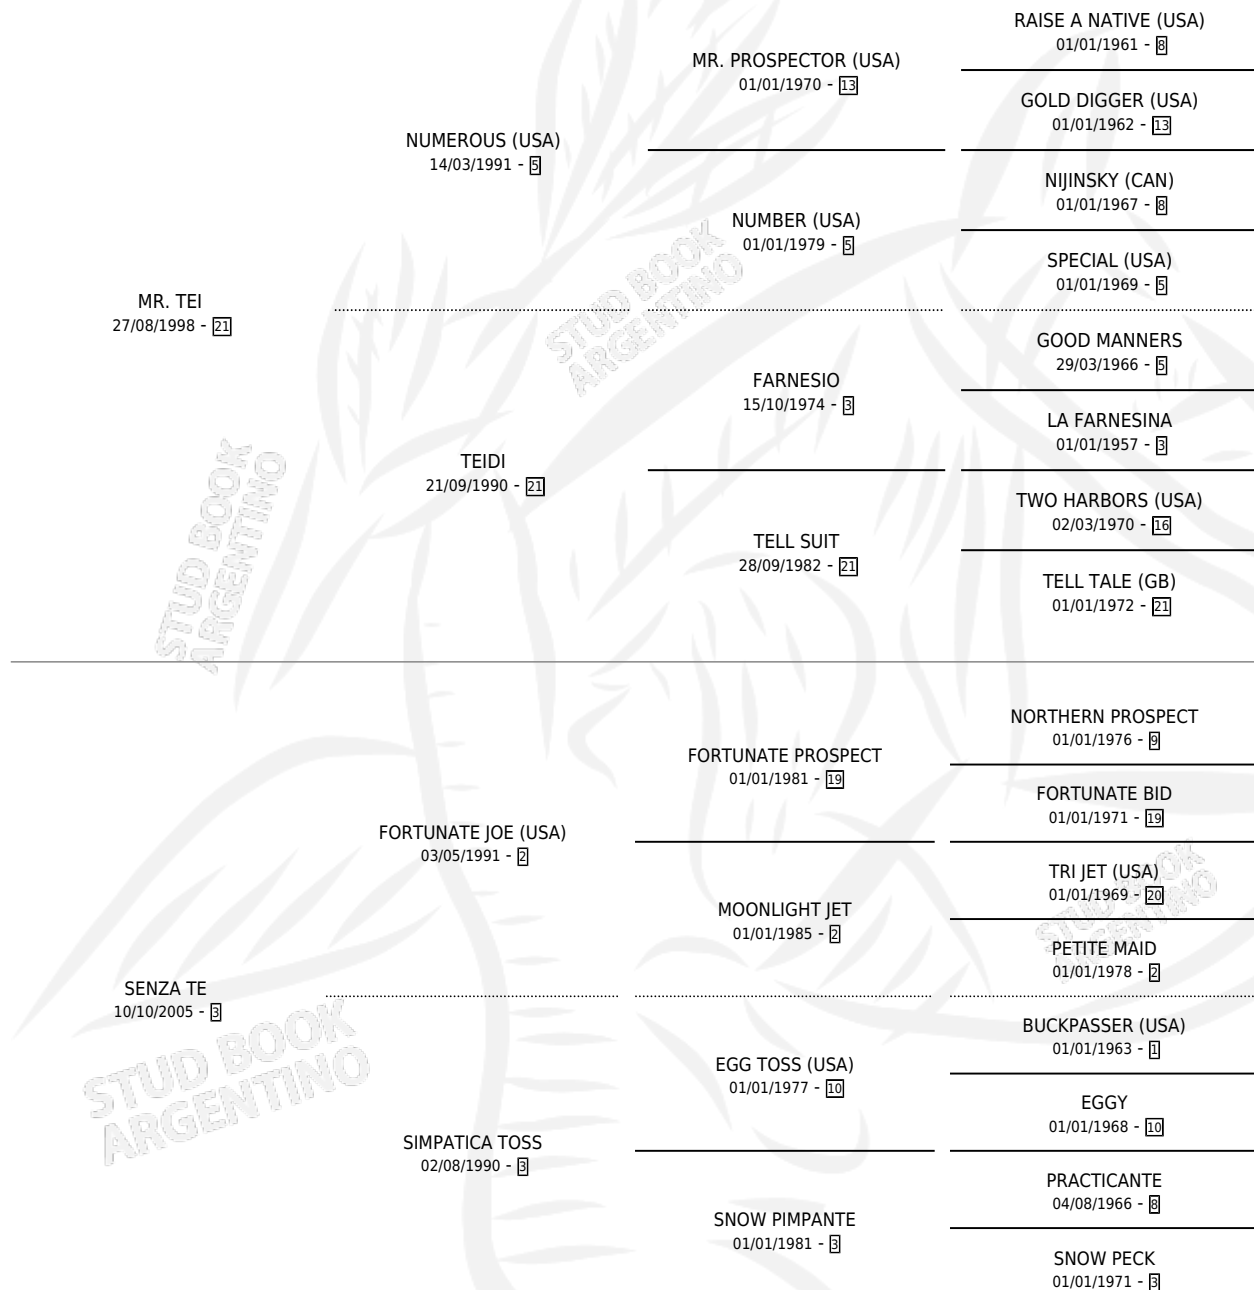 RAISE A NATIVE (USA)
01/01/1961 - 8
MR. PROSPECTOR (USA)
01/01/1970 - 13
GOLD DIGGER (USA)
01/01/1962 - 13
NUMEROUS (USA)
14/03/1991 - 5
NIJINSKY (CAN)
01/01/1967 - 8
NUMBER (USA)
01/01/1979 - 5
SPECIAL (USA)
01/01/1969 - 5
MR. TEI
27/08/1998 - 21
STUD BOOK
ARGENTINO
GOOD MANNERS
29/03/1966 - 5
FARNESIO
15/10/1974 - 3
LA FARNESINA
01/01/1957 - 3
TEIDI
21/09/1990 - 21
TWO HARBORS (USA)
02/03/1970 - 16
TELL SUIT
28/09/1982 - 21
TELL TALE (GB)
01/01/1972 - 21
STUD BOOK
ARGENTINO
NORTHERN PROSPECT
01/01/1976 - 9
FORTUNATE PROSPECT
01/01/1981 - 19
FORTUNATE BID
01/01/1971 - 19
FORTUNATE JOE (USA)
03/05/1991 - 2
TRI JET (USA)
01/01/1969 - 20
MOONLIGHT JET
01/01/1985 - 2
STUD BOOK
ARGENTINO
PETITE MAID
01/01/1978 - 2
SENZA TE
10/10/2005 - 3
STUD BOOK
ARGENTINO
BUCKPASSER (USA)
01/01/1963 - 1
EGG TOSS (USA)
01/01/1977 - 10
EGGY
01/01/1968 - 10
SIMPATICA TOSS
02/08/1990 - 3
PRACTICANTE
04/08/1966 - 8
SNOW PIMPANTE
01/01/1981 - 3
SNOW PECK
01/01/1971 - 3